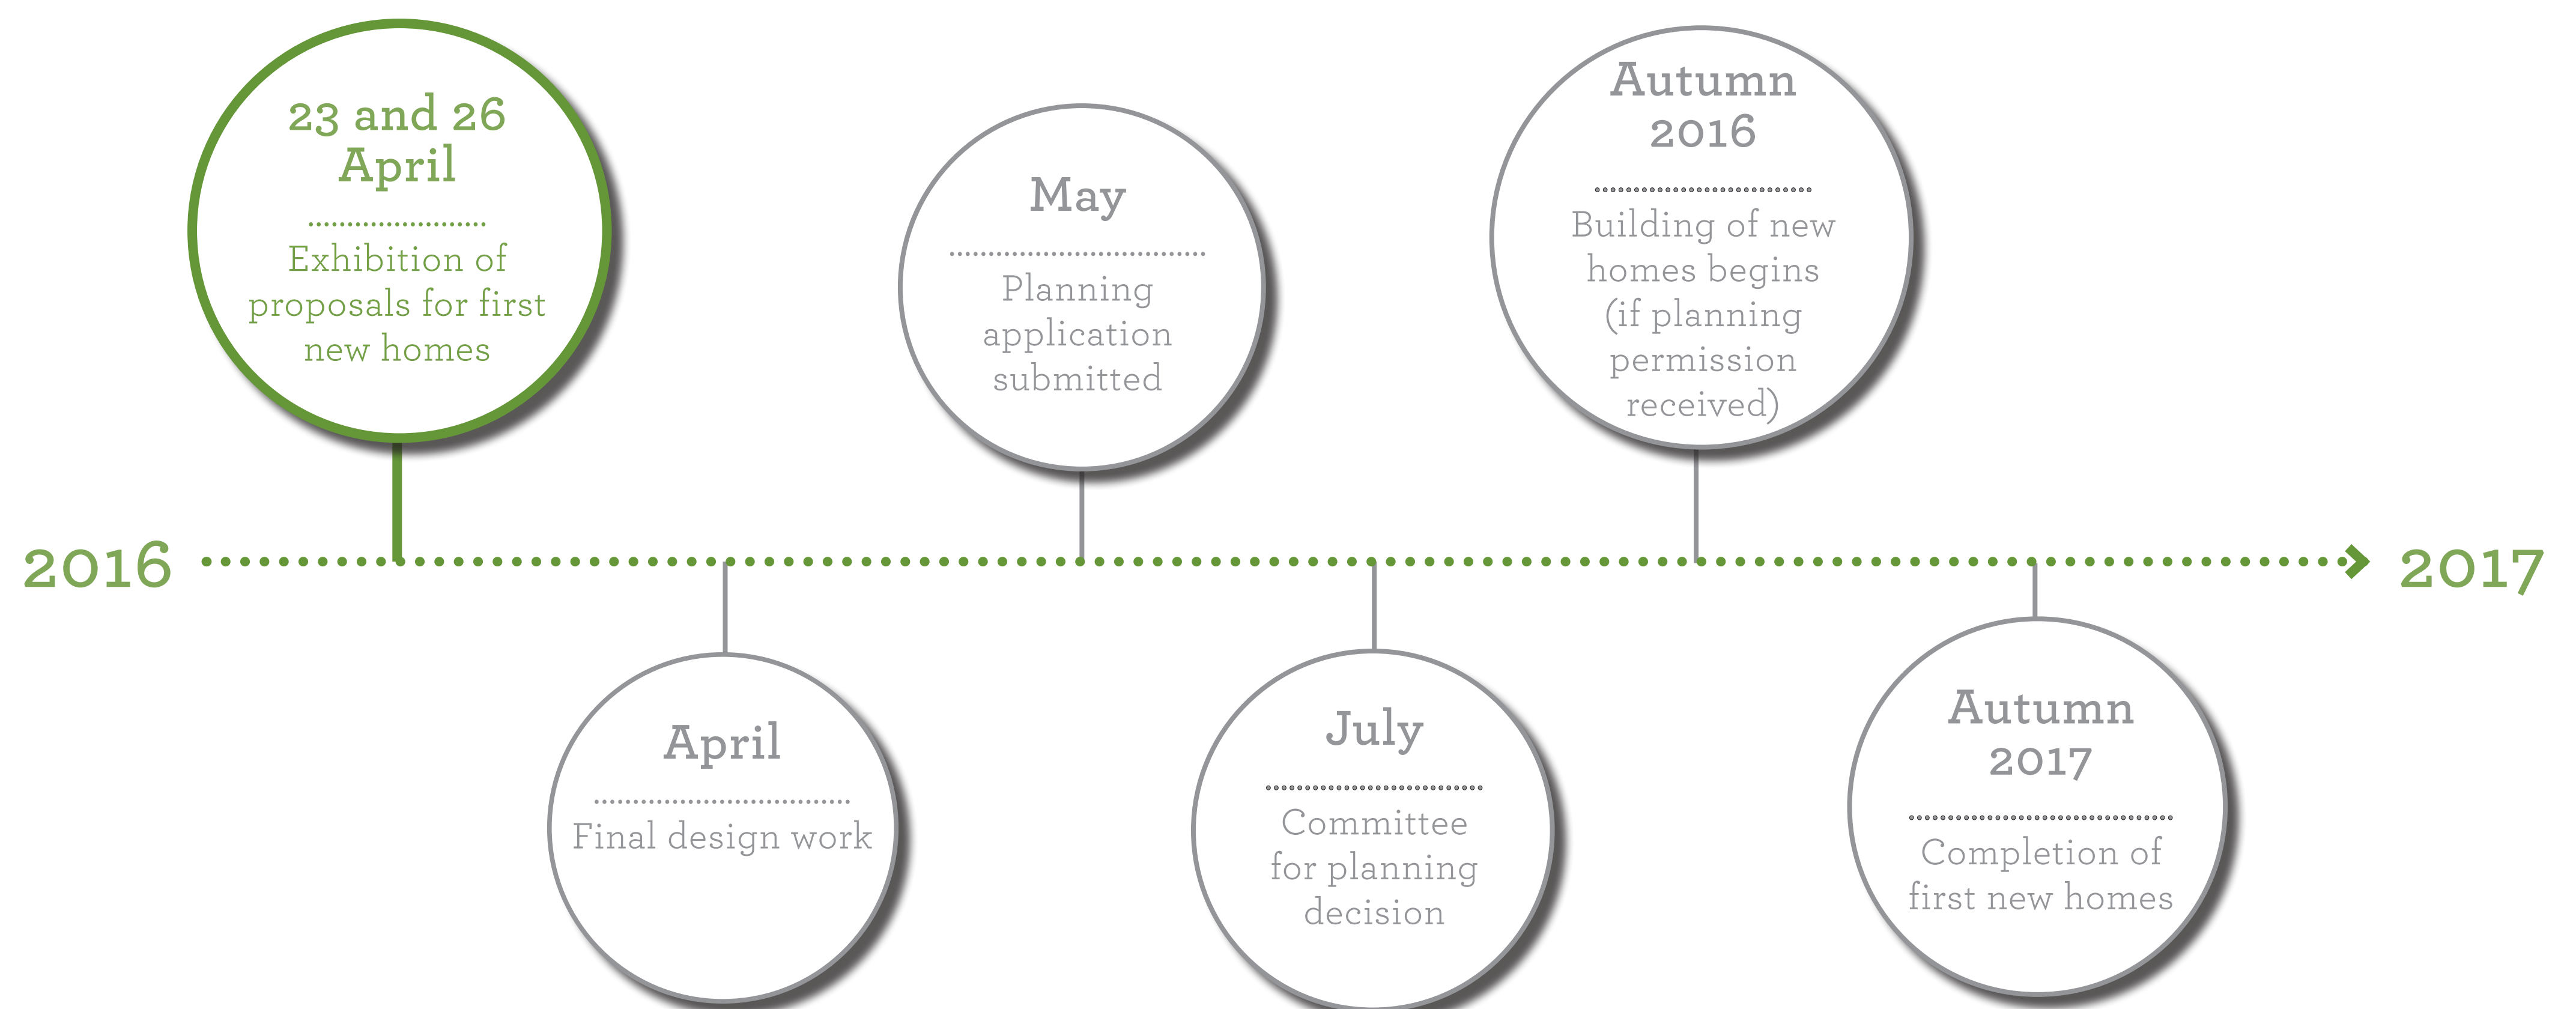 2016
23 and 26
April
Exhibition of
proposals for first
new homes
April
Final design work
May
Planning
application
submitted
July
Committee
for planning
decision
Autumn
2016
Building of new
homes begins
(if planning
permission
received)
Autumn
2017
Completion of
first new homes
2017